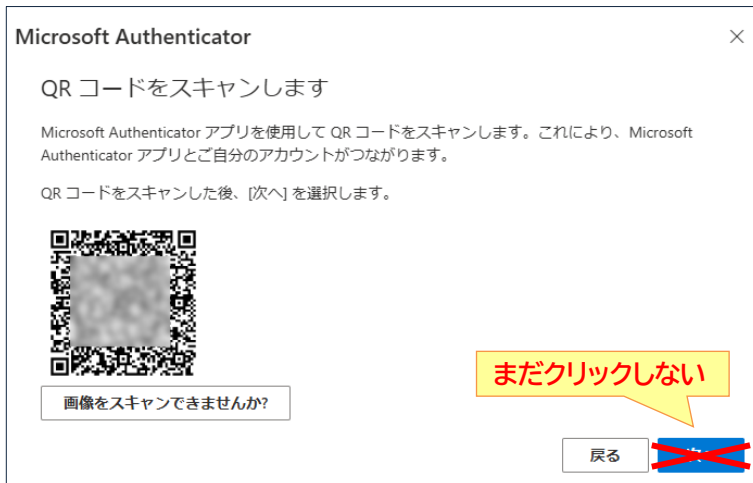 Microsoft Authenticator
QR コードをスキャンします
Microsoft Authenticator アプリを使用して QR コードをスキャンします。これにより、Microsoft
Authenticator アプリとご自分のアカウントがつながります。
QR コードをスキャンした後、[次へ] を選択します。
まだクリックしない
画像をスキャンできませんか?
戻る